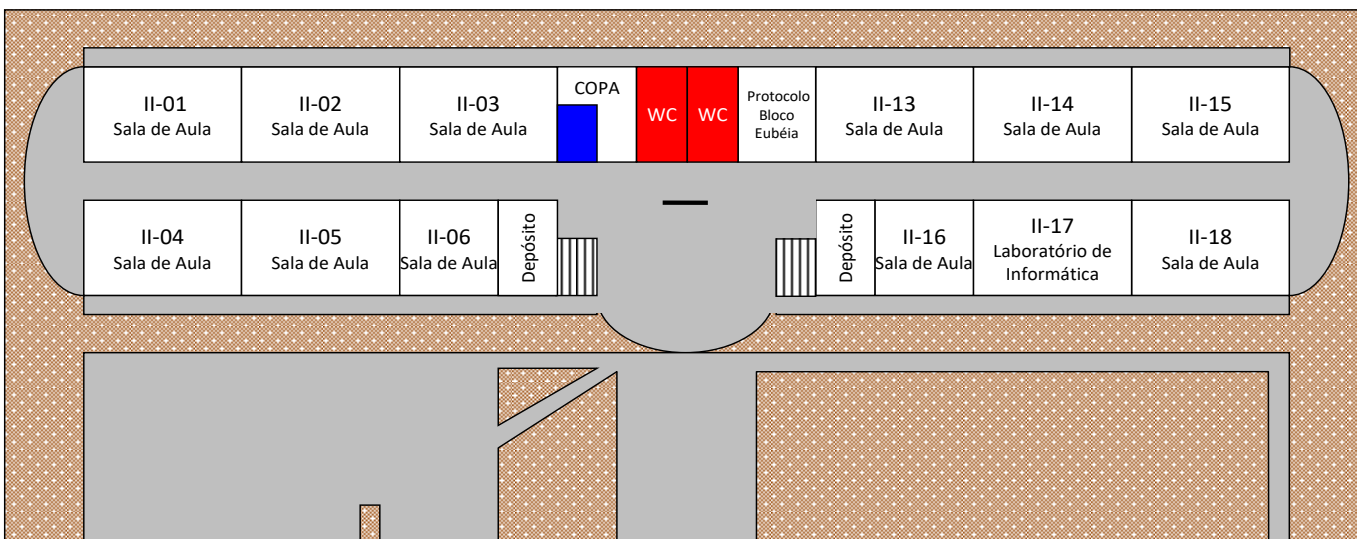 II-01
Sala de Aula
II-02
Sala de Aula
II-03
Sala de Aula
COPA
WC
WC
Protocolo
Bloco
Eubéia
II-13
Sala de Aula
II-14
Sala de Aula
II-15
Sala de Aula
II-04
Sala de Aula
II-05
Sala de Aula
II-06
Sala de Aula
Depósito
Depósito
II-16
Sala de Aula
II-17
Laboratório de
Informática
II-18
Sala de Aula